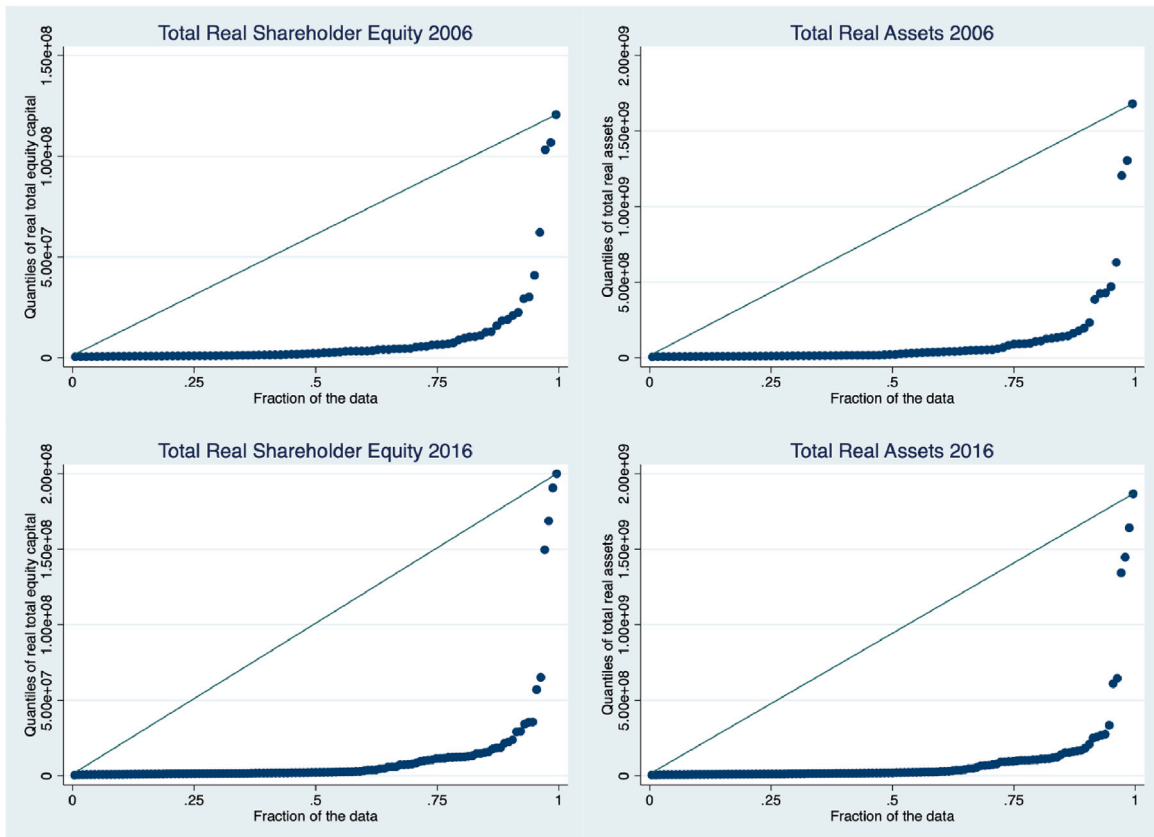 Total Real Shareholder Equity 2006
Quantiles of real total equity capital
1.50e+08
1.00e+08
5.00e+07
0
0
.25
.5
.75
1
Fraction of the data
Total Real Assets 2006
Quantiles of total real assets
2.00e+09
1.50e+09
1.00e+09
5.00e+08
0
0
.25
.5
.75
1
Fraction of the data
Total Real Shareholder Equity 2016
Quantiles of real total equity capital
2.00e+08
1.50e+08
1.00e+08
5.00e+07
0
0
.25
.5
.75
1
Fraction of the data
Total Real Assets 2016
Quantiles of total real assets
2.00e+09
1.50e+09
1.00e+09
5.00e+08
0
0
.25
.5
.75
1
Fraction of the data